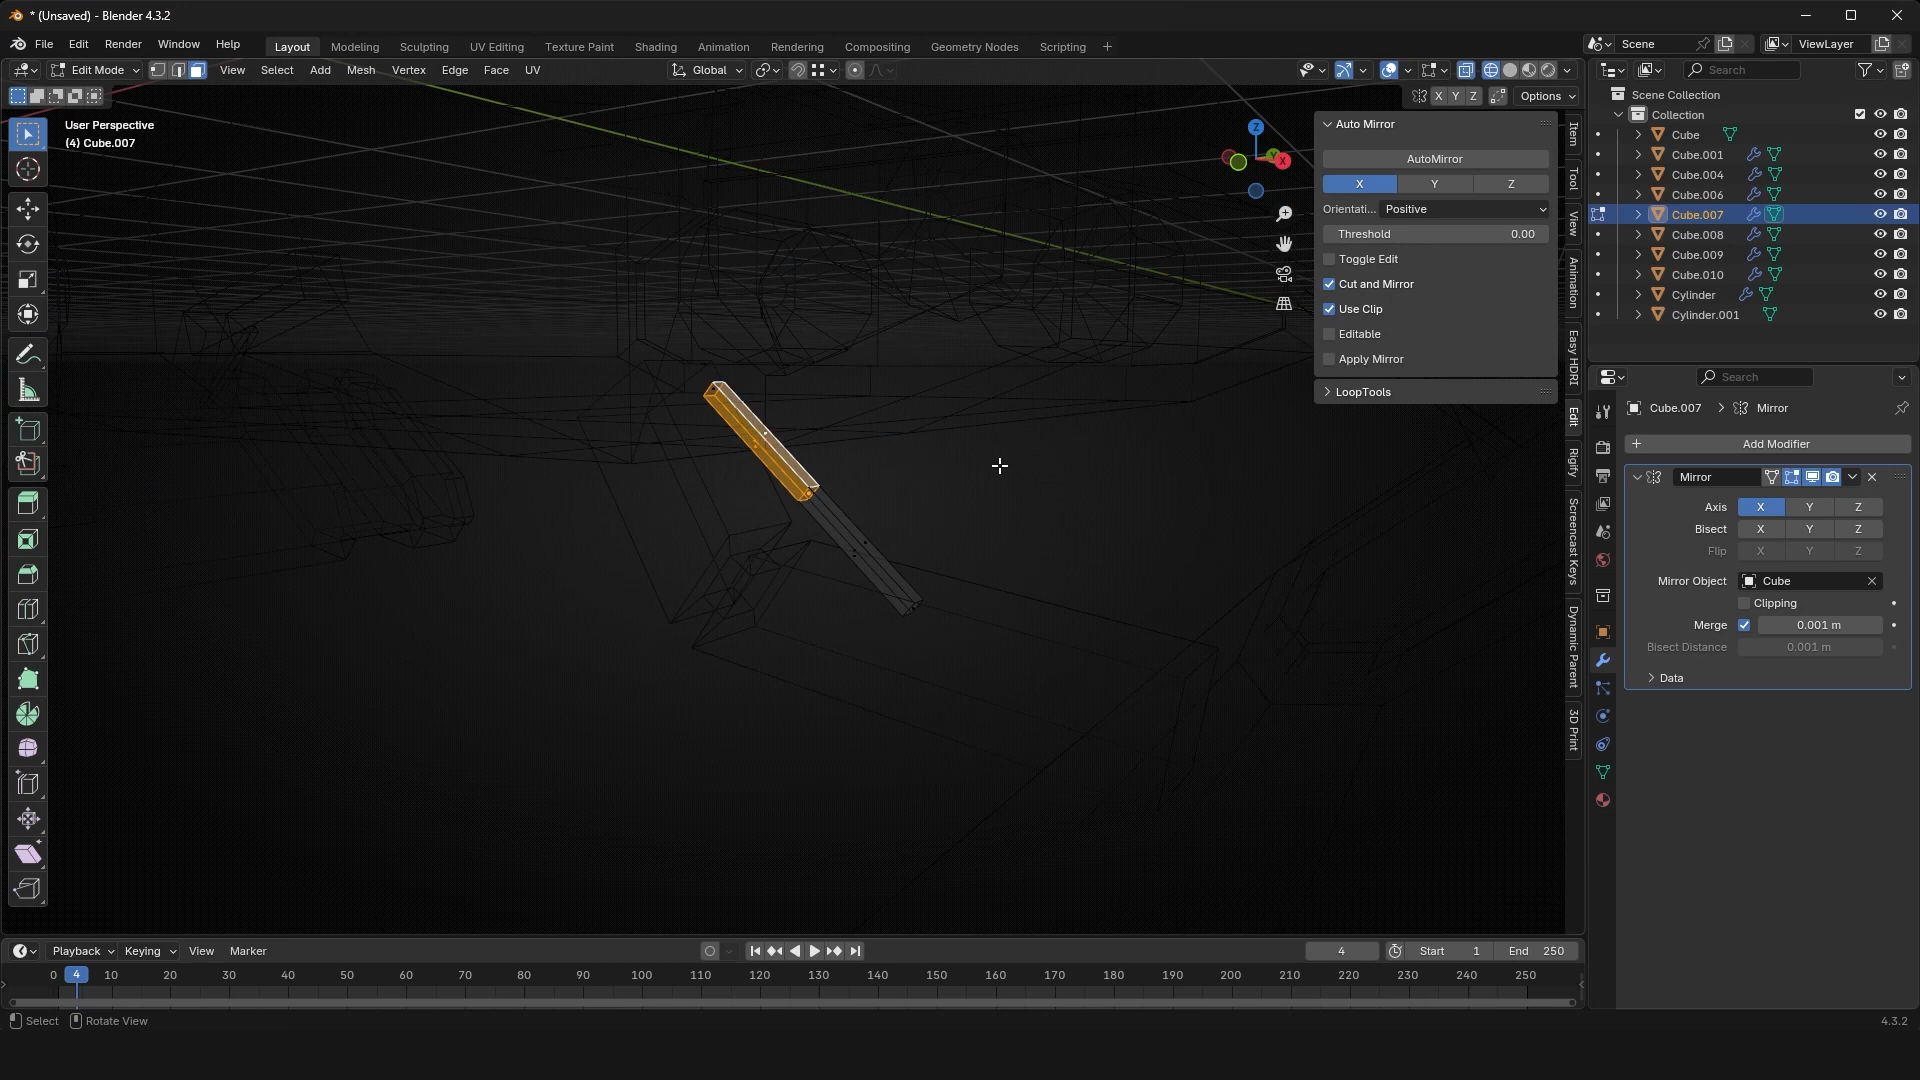 * (Unsaved) - Blender 4.3.2
File Edit Render Window Help Layout Modeling Sculpting UV Editing Texture Paint Shading Animation Rendering Compositing Geometry Nodes Scripting + Scene ViewLayer
Edit Mode View Select Add Mesh Vertex Edge Face UV Global Search
X Y Z Options
User Perspective
(4) Cube.007
Z
X
Auto Mirror
AutoMirror
X Y Z
Orientati... Positive
Threshold 0.00
Toggle Edit
Cut and Mirror
Use Clip
Editable
Apply Mirror
LoopTools
Item
Tool
View
Animation
Easy HDRI
Edit
Rigify
Screencast Keys
Dynamic Parent
3D Print
Scene Collection
Collection
Cube
Cube.001
Cube.004
Cube.006
Cube.007
Cube.008
Cube.009
Cube.010
Cylinder
Cylinder.001
Search
Cube.007 > Mirror
+ Add Modifier
Mirror
Axis X Y Z
Bisect X Y Z
Flip X Y Z
Mirror Object Cube
Clipping
Merge 0.001 m
Bisect Distance 0.001 m
Data
Playback Keying View Marker 4 Start 1 End 250
0 4 10 20 30 40 50 60 70 80 90 100 110 120 130 140 150 160 170 180 190 200 210 220 230 240 250
Select Rotate View 4.3.2